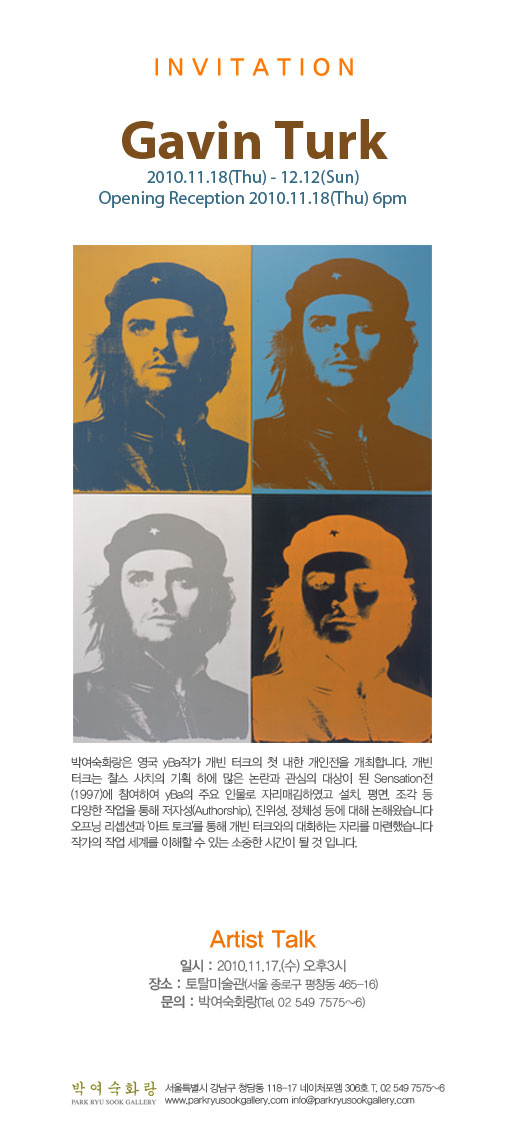 INVITATION
Gavin Turk
2010.11.18(Thu) - 12.12(Sun)
Opening Reception 2010.11.18(Thu) 6pm
박여숙화랑은 영국 yBa작가 개빈 터크의 첫 내한 개인전을 개최합니다. 개빈
터크는 찰스 사치의 기획 하에 많은 논란과 관심의 대상이 된 Sensation전
(1997)에 참여하여 yBa의 주요 인물로 자리매김하였고 설치, 평면, 조각 등
다양한 작업을 통해 저자성(Authorship), 진위성, 정체성 등에 대해 논해왔습니다
오프닝 리셉션과 '아트 토크'를 통해 개빈 터크와의 대화하는 자리를 마련했습니다
작가의 작업 세계를 이해할 수 있는 소중한 시간이 될 것 입니다.
Artist Talk
일시 : 2010.11.17.(수) 오후3시
장소 : 토탈미술관(서울 종로구 평창동 465-16)
문의 : 박여숙화랑(Tel. 02 549 7575~6)
박여숙화랑
PARK RYU SOOK GALLERY
서울특별시 강남구 청담동 118-17 네이처포엠 306호 T. 02 549 7575~6
www.parkryusookgallery.com info@parkryusookgallery.com